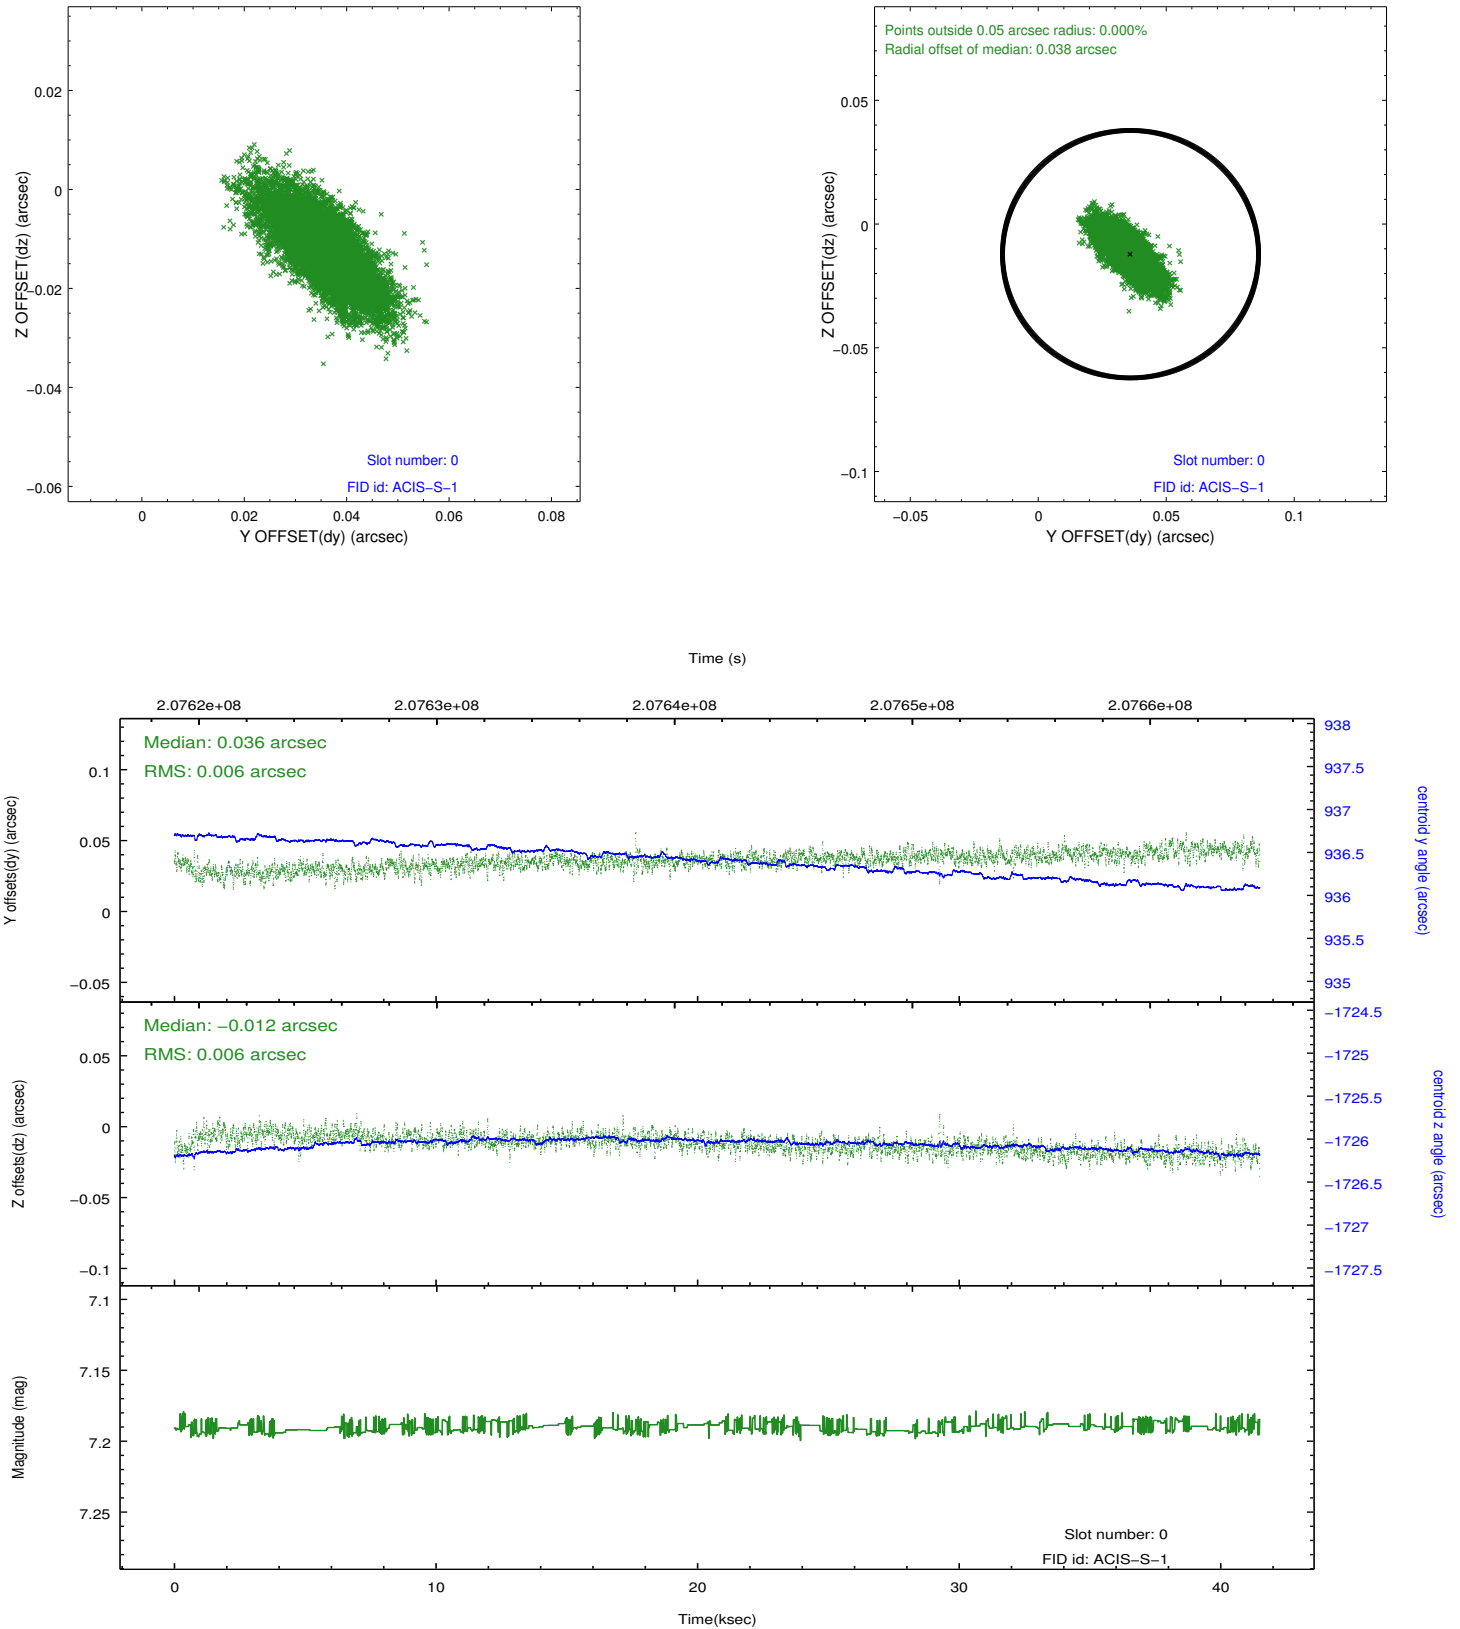 0.02
0
−0.02
−0.04
−0.06
Z OFFSET(dz) (arcsec)
Slot number: 0
FID id: ACIS−S−1
0
0.02
0.04
0.06
0.08
Y OFFSET(dy) (arcsec)
Points outside 0.05 arcsec radius: 0.000%
Radial offset of median: 0.038 arcsec
0.05
0
−0.05
−0.1
Z OFFSET(dz) (arcsec)
Slot number: 0
FID id: ACIS−S−1
−0.05
0
0.05
0.1
Y OFFSET(dy) (arcsec)
Time (s)
2.0762e+08
2.0763e+08
2.0764e+08
2.0765e+08
2.0766e+08
Median: 0.036 arcsec
RMS: 0.006 arcsec
0.1
0.05
0
−0.05
Y offsets(dy) (arcsec)
938
937.5
937
936.5
936
935.5
935
centroid y angle (arcsec)
Median: −0.012 arcsec
RMS: 0.006 arcsec
0.05
0
−0.05
−0.1
Z offsets(dz) (arcsec)
−1724.5
−1725
−1725.5
−1726
−1726.5
−1727
−1727.5
centroid z angle (arcsec)
7.1
7.15
7.2
7.25
Magnitude (mag)
Slot number: 0
FID id: ACIS−S−1
0
10
20
30
40
Time(ksec)